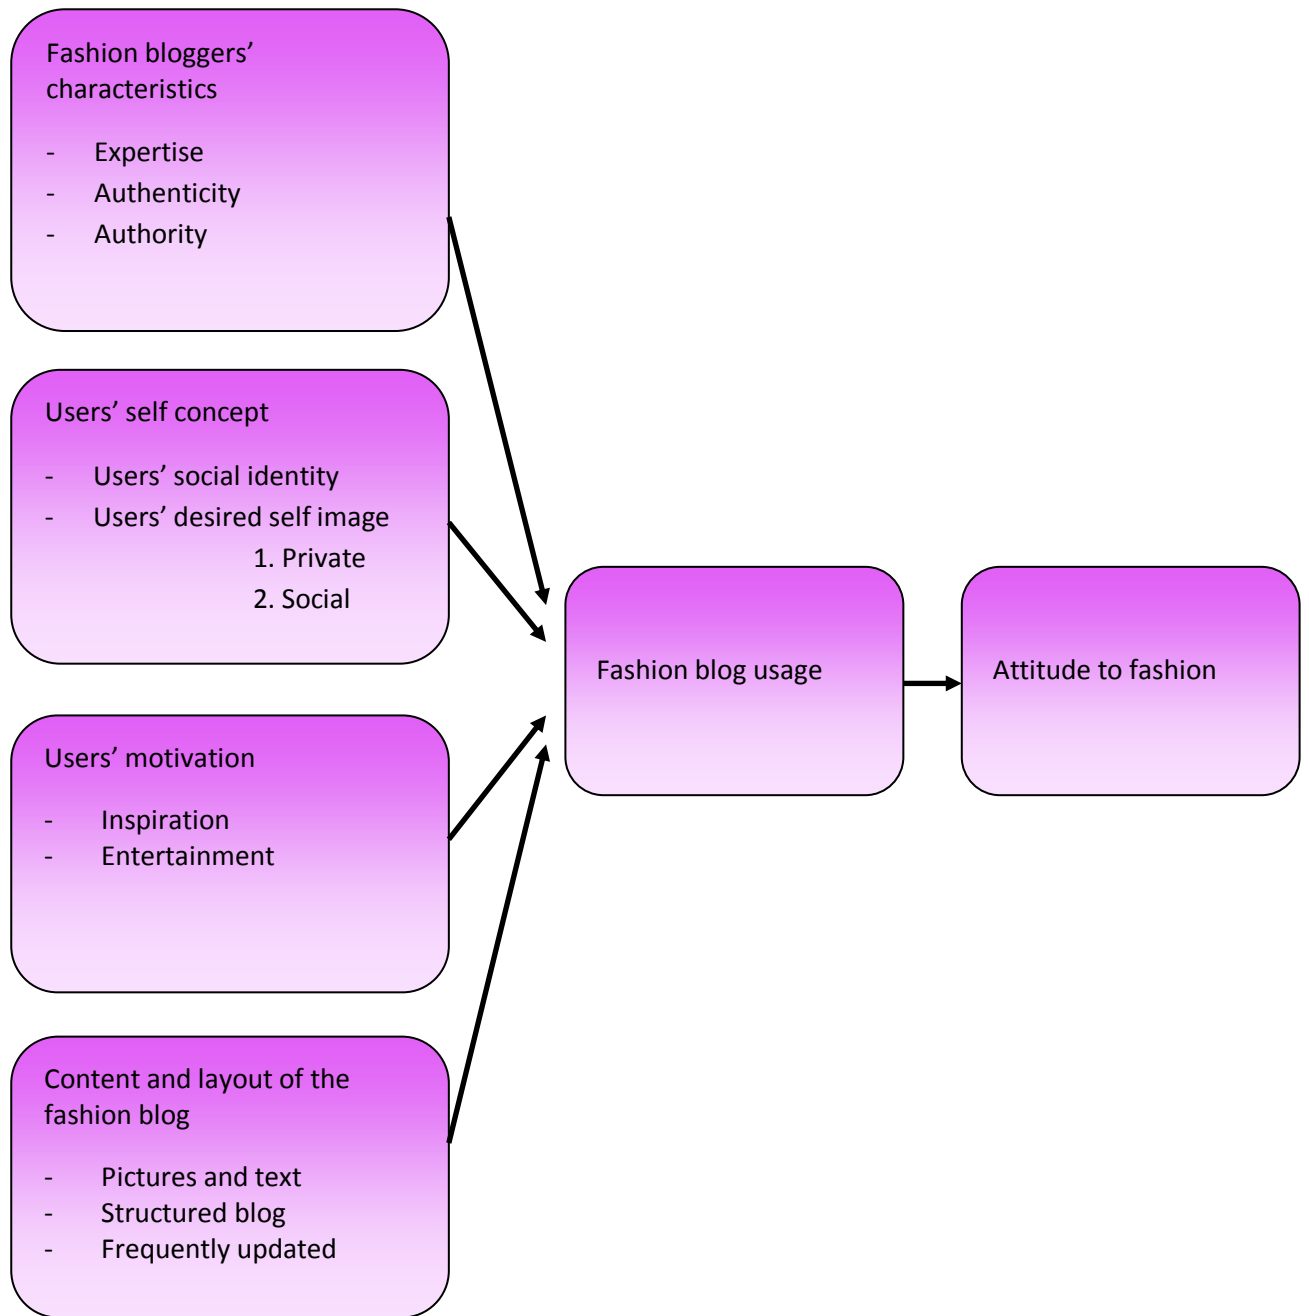 Fashion bloggers’
characteristics
- Expertise
- Authenticity
- Authority
Users’ self concept
- Users’ social identity
- Users’ desired self image
1. Private
2. Social
Users’ motivation
- Inspiration
- Entertainment
Content and layout of the
fashion blog
- Pictures and text
- Structured blog
- Frequently updated
Fashion blog usage
Attitude to fashion